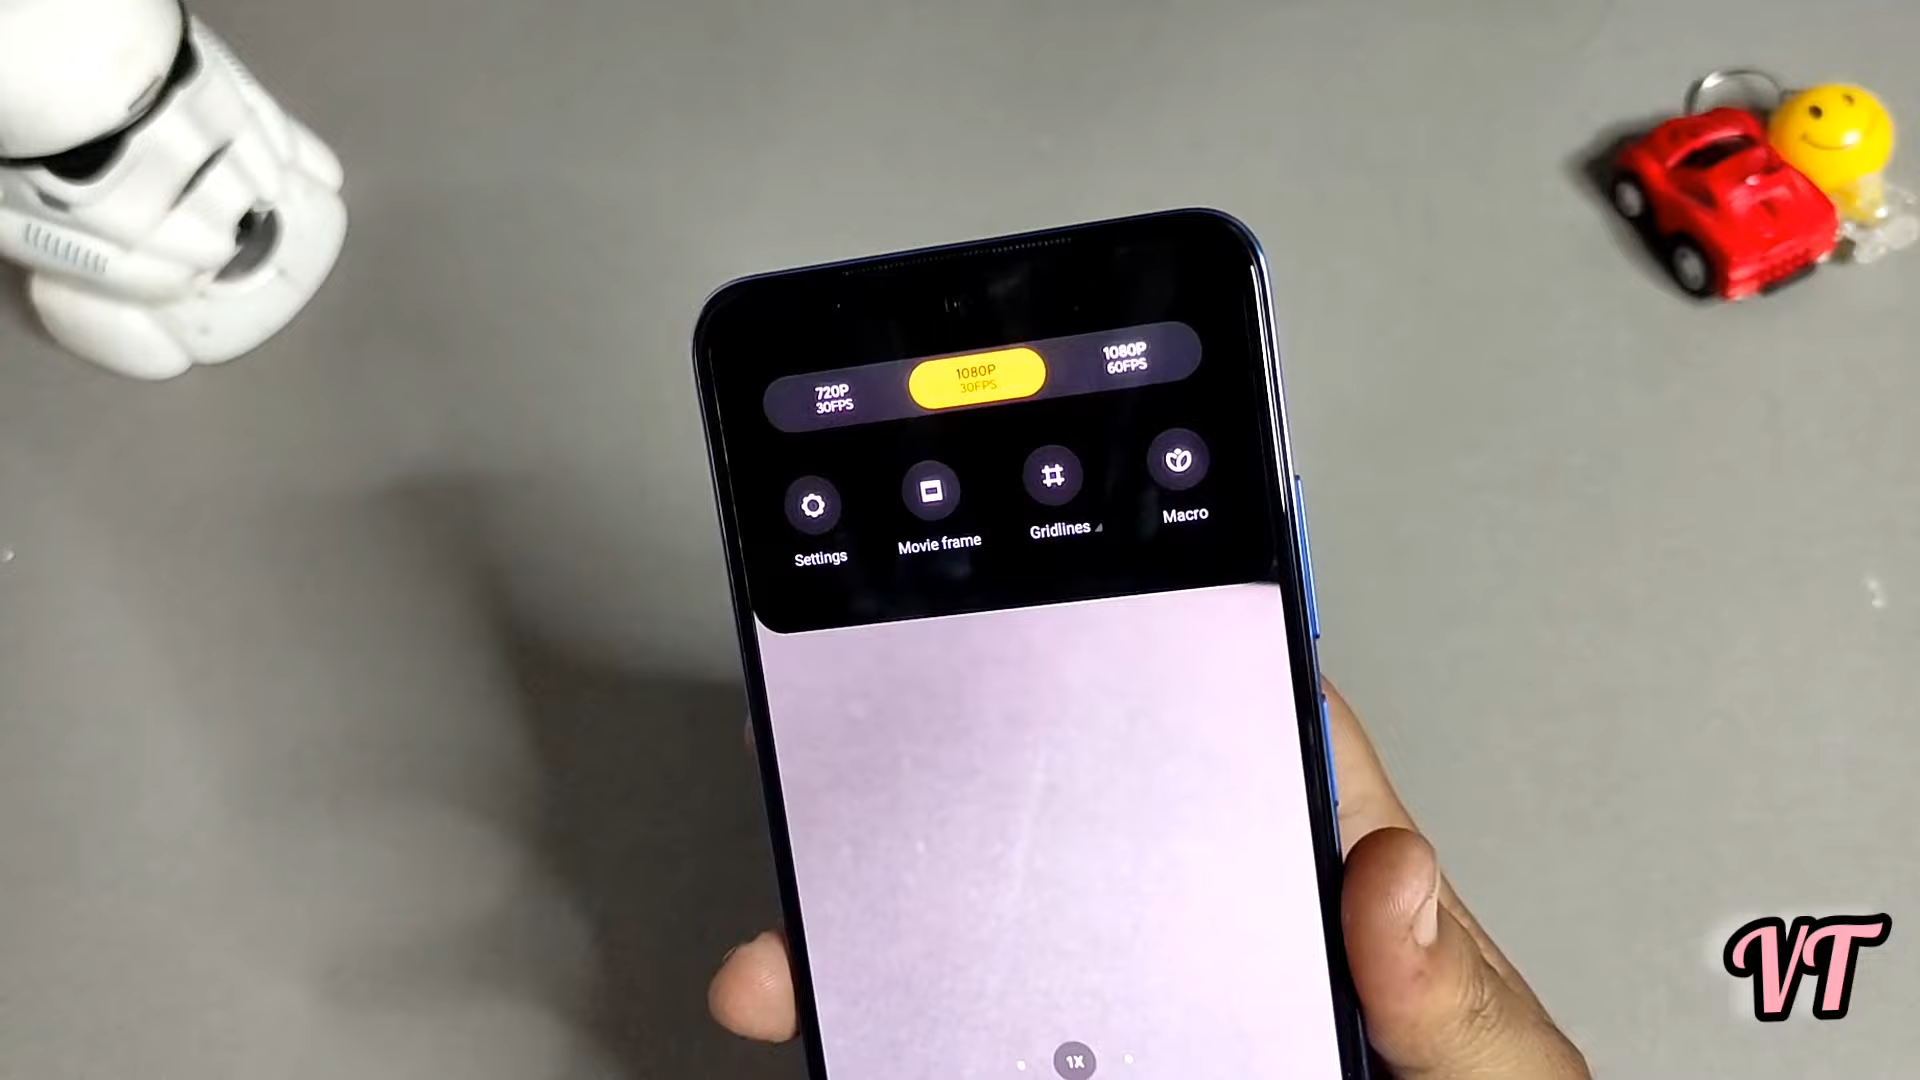 720P
30FPS
1080P
30FPS
1080P
60FPS
Settings
Movie frame
Gridlines
Macro
1X
VT